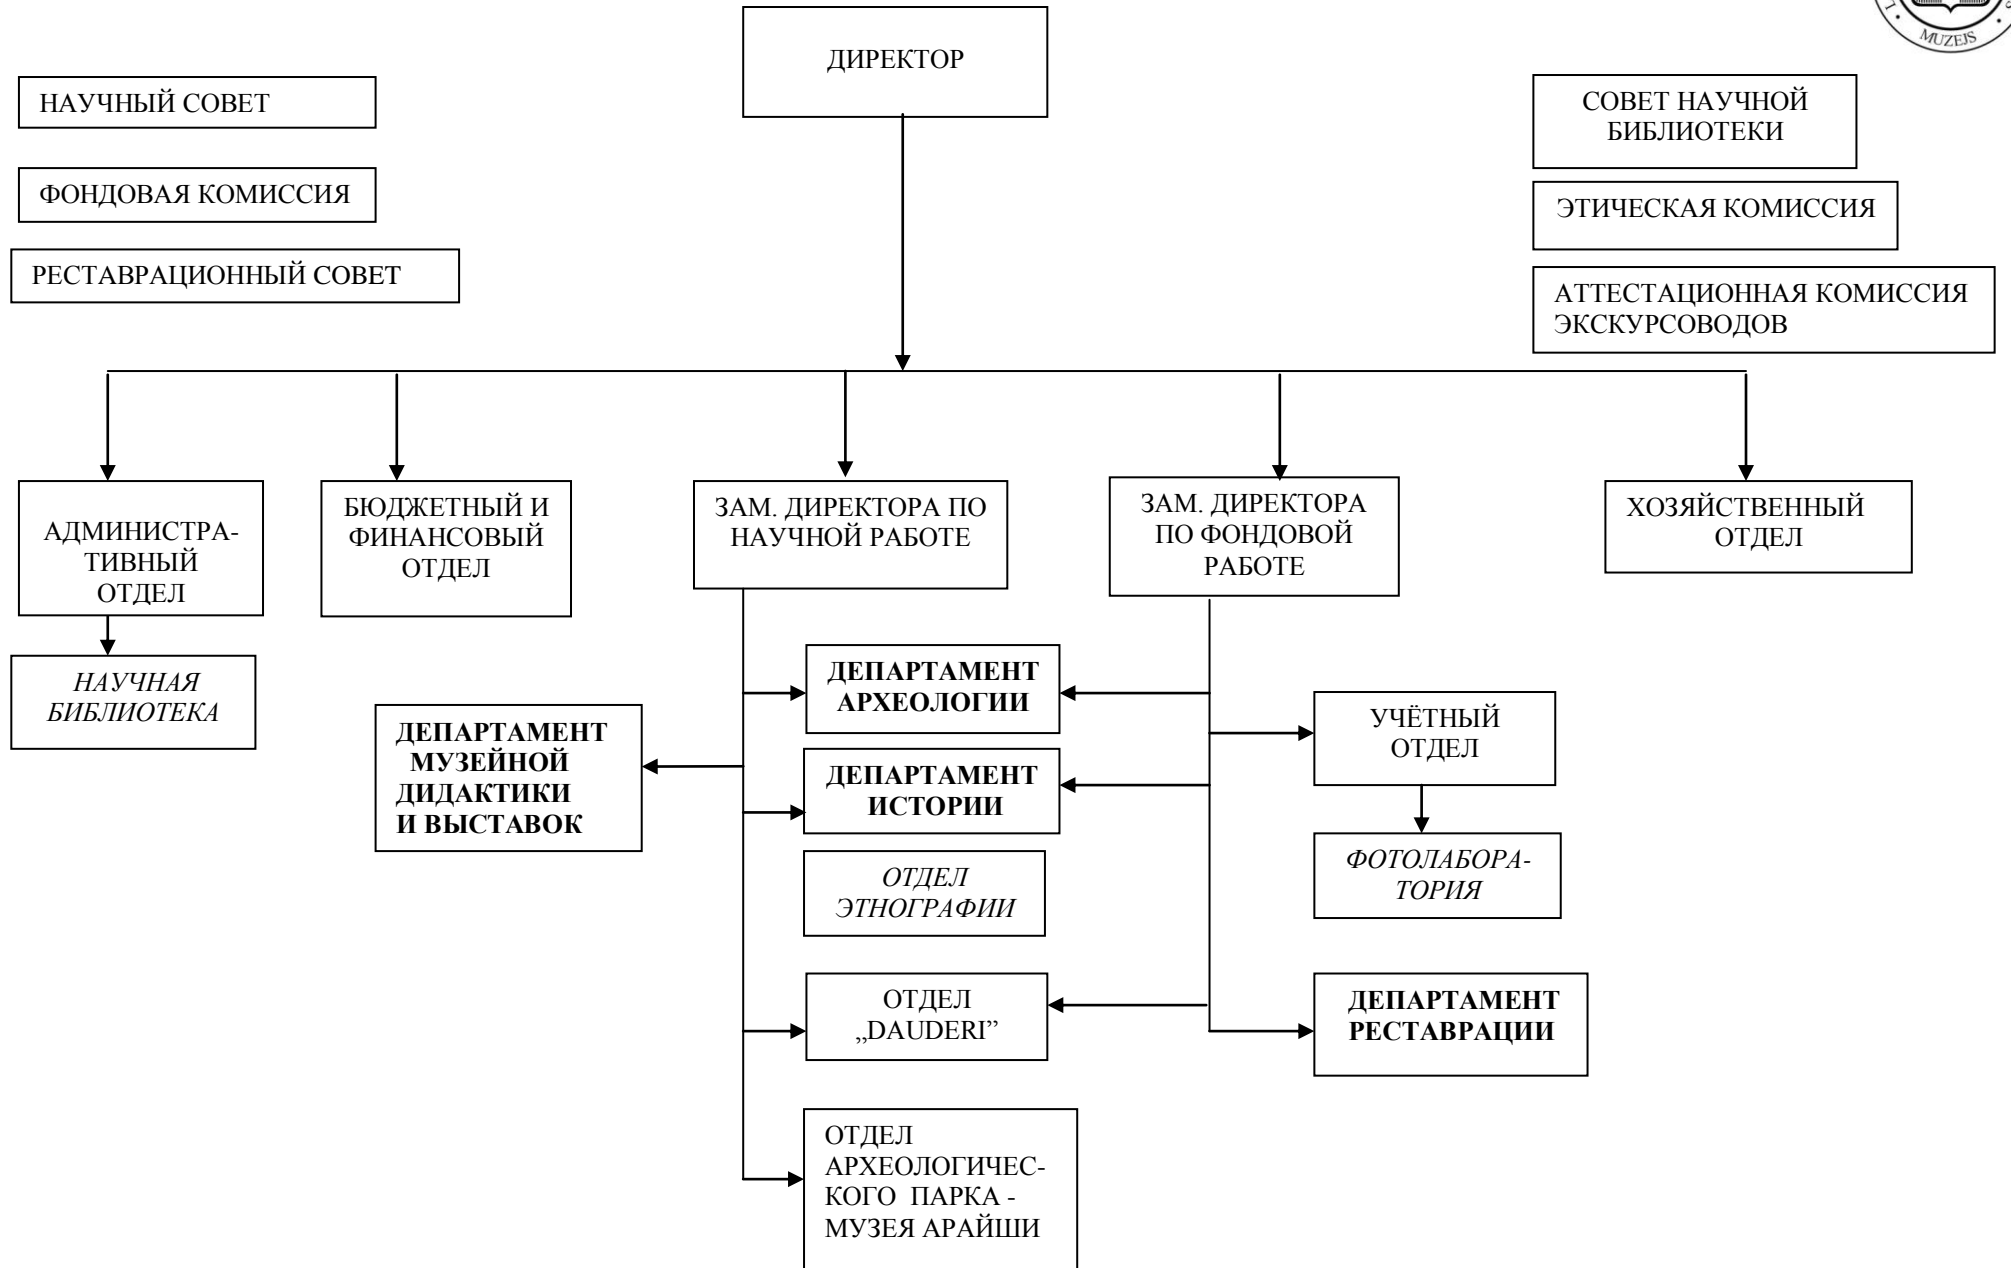 MUZEJS
ДИРЕКТОР
НАУЧНЫЙ СОВЕТ
ФОНДОВАЯ КОМИССИЯ
РЕСТАВРАЦИОННЫЙ СОВЕТ
СОВЕТ НАУЧНОЙ
БИБЛИОТЕКИ
ЭТИЧЕСКАЯ КОМИССИЯ
АТТЕСТАЦИОННАЯ КОМИССИЯ
ЭКСКУРСОВОДОВ
АДМИНИСТРА-
ТИВНЫЙ
ОТДЕЛ
БЮДЖЕТНЫЙ И
ФИНАНСОВЫЙ
ОТДЕЛ
ЗАМ. ДИРЕКТОРА ПО
НАУЧНОЙ РАБОТЕ
ЗАМ. ДИРЕКТОРА
ПО ФОНДОВОЙ
РАБОТЕ
ХОЗЯЙСТВЕННЫЙ
ОТДЕЛ
НАУЧНАЯ
БИБЛИОТЕКА
ДЕПАРТАМЕНТ
МУЗЕЙНОЙ
ДИДАКТИКИ
И ВЫСТАВОК
ДЕПАРТАМЕНТ
АРХЕОЛОГИИ
ДЕПАРТАМЕНТ
ИСТОРИИ
ОТДЕЛ
ЭТНОГРАФИИ
ОТДЕЛ
„DAUDERI”
ОТДЕЛ
АРХЕОЛОГИЧЕС-
КОГО ПАРКА -
МУЗЕЯ АРАЙШИ
УЧЁТНЫЙ
ОТДЕЛ
ФОТОЛАБОРА-
ТОРИЯ
ДЕПАРТАМЕНТ
РЕСТАВРАЦИИ